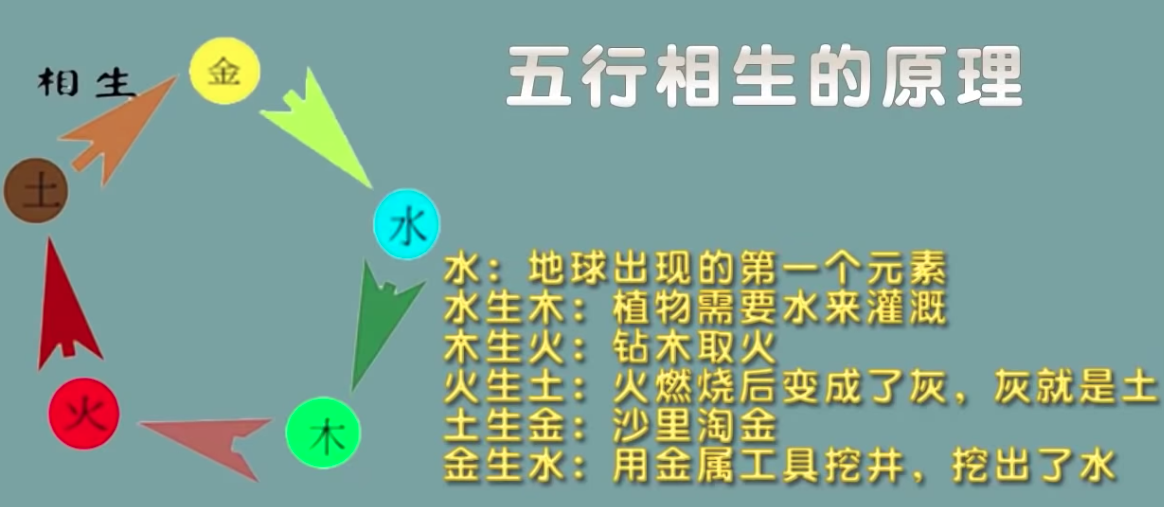 五行相生的原理
相生
金
土
水
水：地球出现的第一个元素
水生木：植物需要水来灌溉
木生火：钻木取火
火生土：火燃烧后变成了灰，灰就是土
土生金：沙里淘金
金生水：用金属工具挖井，挖出了水
火
木